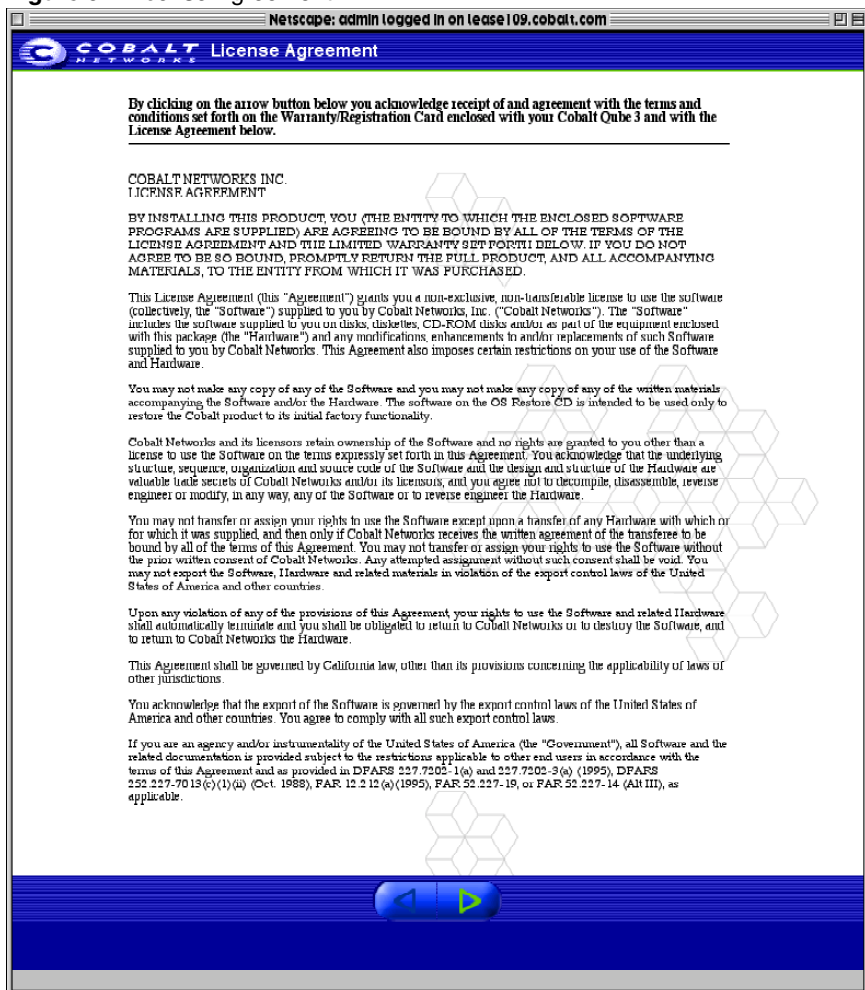 Netscape: admin logged in on lease109.cobalt.com
COBALT
NETWORKS
License Agreement
By clicking on the arrow button below you acknowledge receipt of and agreement with the terms and
conditions set forth on the Warranty/Registration Card enclosed with your Cobalt Qube 3 and with the
License Agreement below.
COBALT NETWORKS INC.
LICENSE AGREEMENT
BY INSTALLING THIS PRODUCT, YOU (THE ENTITY TO WHICH THE ENCLOSED SOFTWARE
PROGRAMS ARE SUPPLIED) ARE AGREEING TO BE BOUND BY ALL OF THE TERMS OF THE
LICENSE AGREEMENT AND THE LIMITED WARRANTY SET FORTH BELOW. IF YOU DO NOT
AGREE TO BE SO BOUND, PROMPTLY RETURN THE FULL PRODUCT, AND ALL ACCOMPANYING
MATERIALS, TO THE ENTITY FROM WHICH IT WAS PURCHASED.
This License Agreement (this "Agreement") grants you a non-exclusive, non-transferable license to use the software
(collectively, the "Software") supplied to you by Cobalt Networks, Inc. ("Cobalt Networks"). The "Software"
includes the software supplied to you on disks, diskettes, CD-ROM disks and/or as part of the equipment enclosed
with this package (the "Hardware") and any modifications, enhancements to and/or replacements of such Software
supplied to you by Cobalt Networks. This Agreement also imposes certain restrictions on your use of the Software
and Hardware.
You may not make any copy of any of the Software and you may not make any copy of any of the written materials
accompanying the Software and/or the Hardware. The software on the OS Restore CD is intended to be used only to
restore the Cobalt product to its initial factory functionality.
Cobalt Networks and its licensors retain ownership of the Software and no rights are granted to you other than a
license to use the Software on the terms expressly set forth in this Agreement. You acknowledge that the underlying
structure, sequence, organization and source code of the Software and the design and structure of the Hardware are
valuable trade secrets of Cobalt Networks and/or its licensors, and you agree not to decompile, disassemble, reverse
engineer or modify, in any way, any of the Software or to reverse engineer the Hardware.
You may not transfer or assign your rights to use the Software except upon a transfer of any Hardware with which or
for which it was supplied, and then only if Cobalt Networks receives the written agreement of the transferee to be
bound by all of the terms of this Agreement. You may not transfer or assign your rights to use the Software without
the prior written consent of Cobalt Networks. Any attempted assignment without such consent shall be void. You
may not export the Software, Hardware and related materials in violation of the export control laws of the United
States of America and other countries.
Upon any violation of any of the provisions of this Agreement, your rights to use the Software and related Hardware
shall automatically terminate and you shall be obligated to return to Cobalt Networks or to destroy the Software, and
to return to Cobalt Networks the Hardware.
This Agreement shall be governed by California law, other than its provisions concerning the applicability of laws of
other jurisdictions.
You acknowledge that the export of the Software is governed by the export control laws of the United States of
America and other countries. You agree to comply with all such export control laws.
If you are an agency and/or instrumentality of the United States of America (the "Government"), all Software and the
related documentation is provided subject to the restrictions applicable to other end users in accordance with the
terms of this Agreement and as provided in DFARS 227.7202-1(a) and 227.7202-3(a) (1995), DFARS
252.227-7013(c)(1)(ii) (Oct. 1988), FAR 12.212(a)(1995), FAR 52.227-19, or FAR 52.227-14 (Alt III), as
applicable.